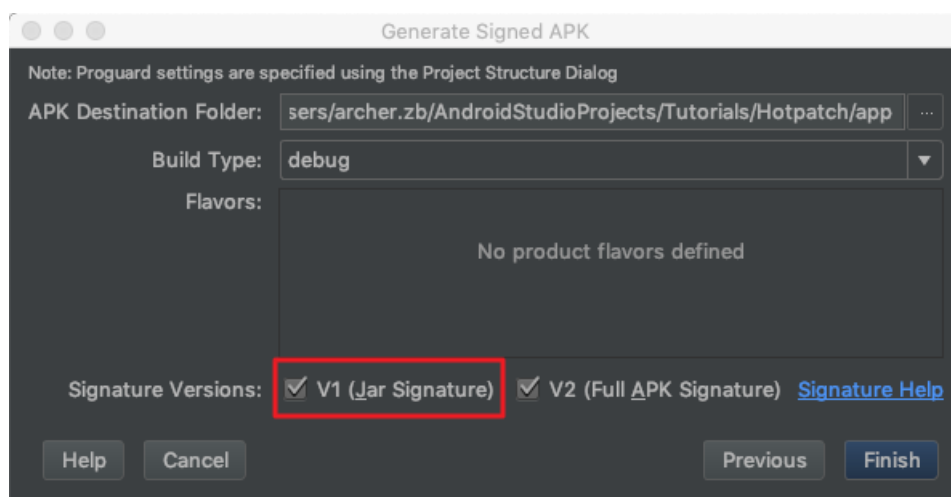 Generate Signed APK
Note: Proguard settings are specified using the Project Structure Dialog
APK Destination Folder: sers/archer.zb/AndroidStudioProjects/Tutorials/Hotpatch/app ...
Build Type: debug
Flavors:
No product flavors defined
Signature Versions: V1 (Jar Signature) V2 (Full APK Signature) Signature Help
Help Cancel Previous Finish